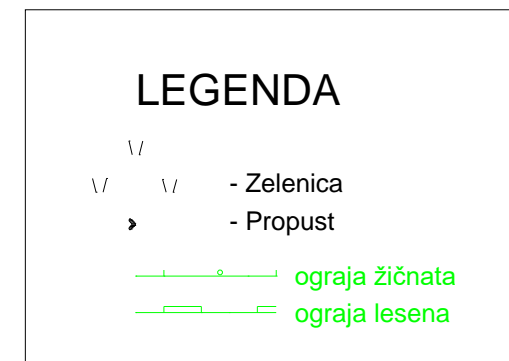 LEGENDA
- Zelenica
- Propust
ograja žičnata
ograja lesena